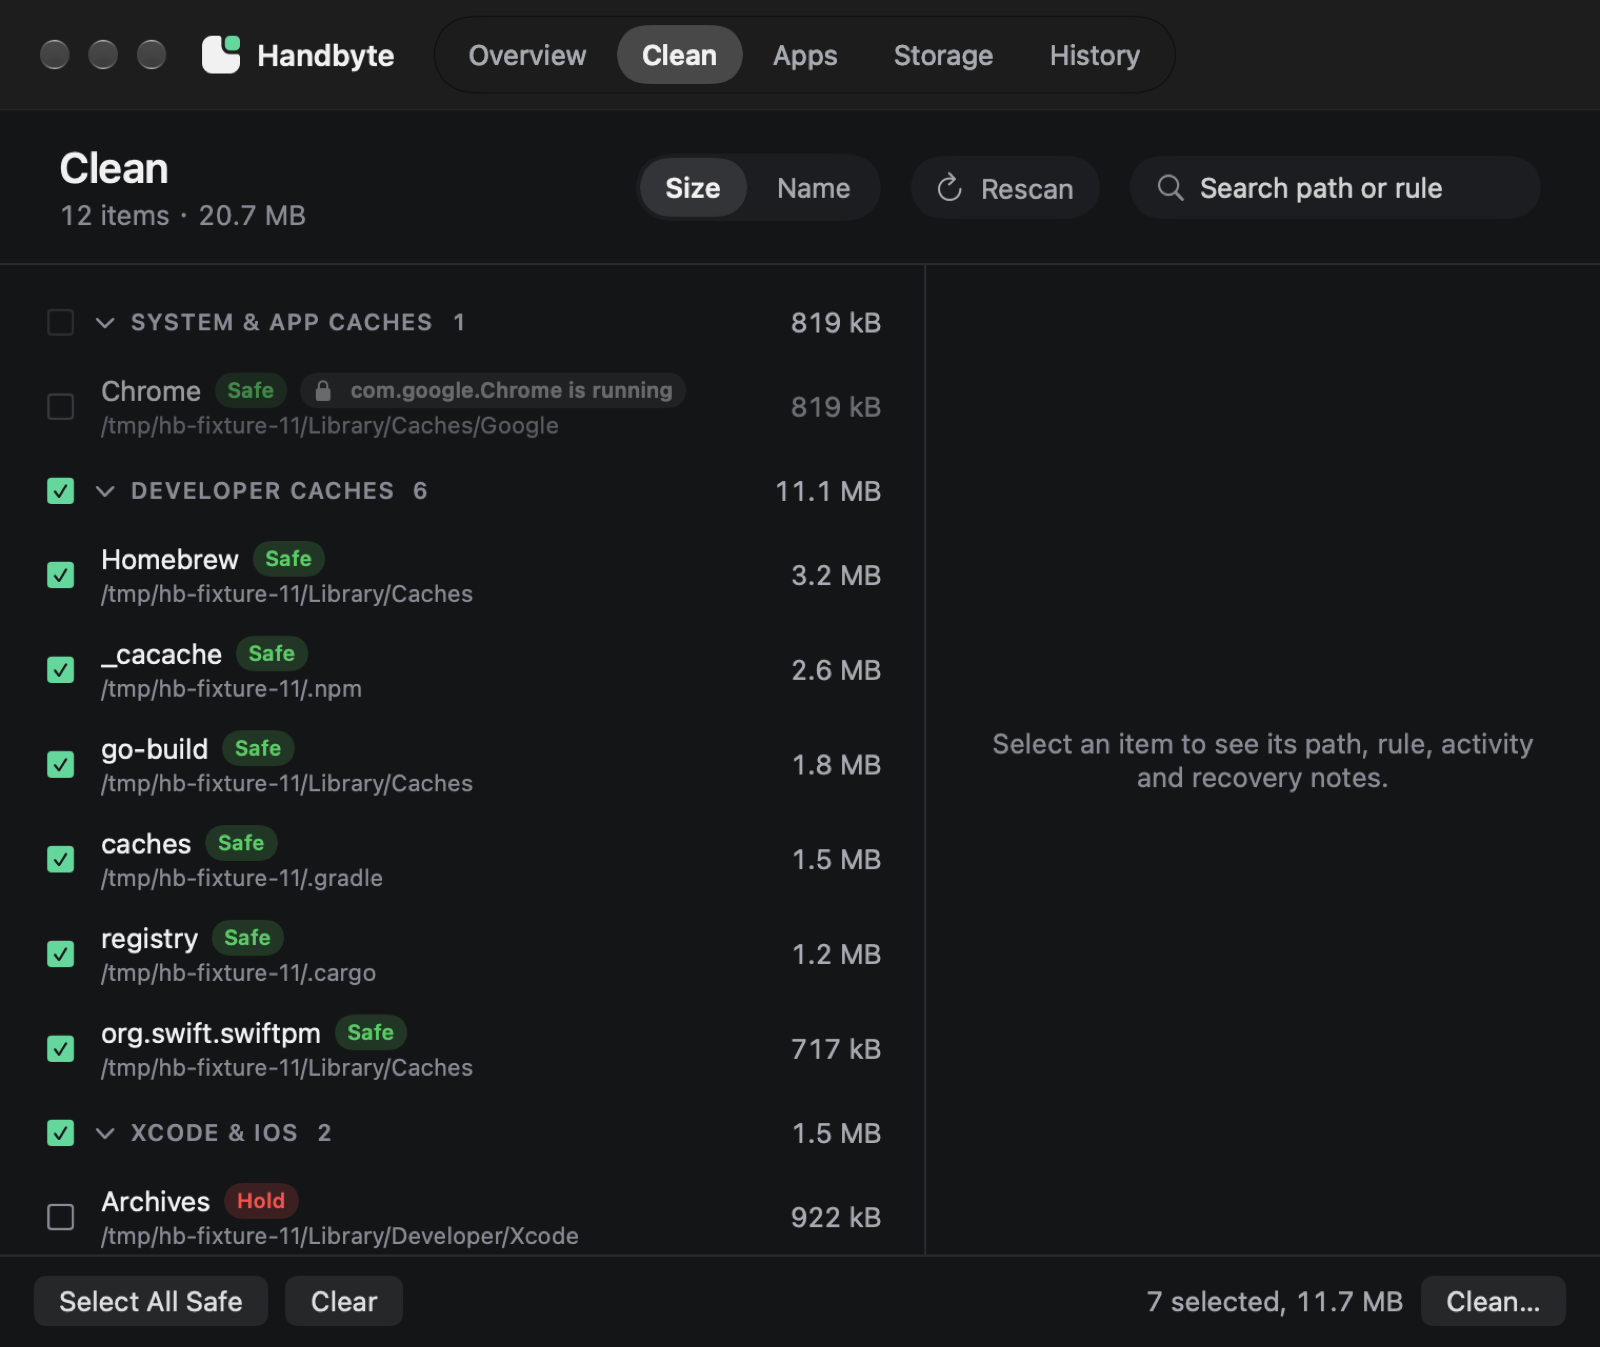 Handbyte
Overview
Clean
Apps
Storage
History
Clean
12 items · 20.7 MB
Size
Name
Rescan
Search path or rule
SYSTEM & APP CACHES 1
819 kB
Chrome Safe com.google.Chrome is running
/tmp/hb-fixture-11/Library/Caches/Google
819 kB
DEVELOPER CACHES 6
11.1 MB
Homebrew Safe
/tmp/hb-fixture-11/Library/Caches
3.2 MB
_cacache Safe
/tmp/hb-fixture-11/.npm
2.6 MB
go-build Safe
/tmp/hb-fixture-11/Library/Caches
1.8 MB
caches Safe
/tmp/hb-fixture-11/.gradle
1.5 MB
registry Safe
/tmp/hb-fixture-11/.cargo
1.2 MB
org.swift.swiftpm Safe
/tmp/hb-fixture-11/Library/Caches
717 kB
XCODE & IOS 2
1.5 MB
Archives Hold
/tmp/hb-fixture-11/Library/Developer/Xcode
922 kB
Select an item to see its path, rule, activity
and recovery notes.
Select All Safe
Clear
7 selected, 11.7 MB
Clean...